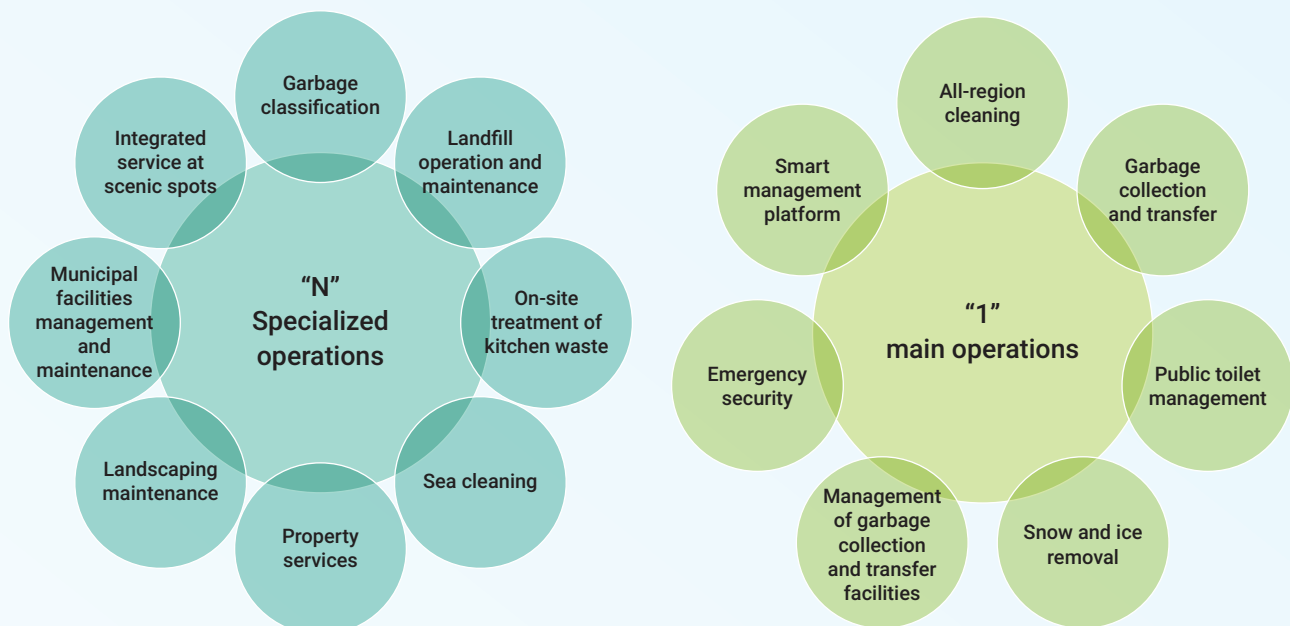 Garbage
classification
Landfill
operation and
maintenance
On-site
treatment of
kitchen waste
Sea cleaning
Property
services
Landscaping
maintenance
Municipal
facilities
management
and
maintenance
Integrated
service at
scenic spots
“N”
Specialized
operations
All-region
cleaning
Garbage
collection
and transfer
Public toilet
management
Snow and ice
removal
Management
of garbage
collection
and transfer
facilities
Emergency
security
Smart
management
platform
“1”
main operations